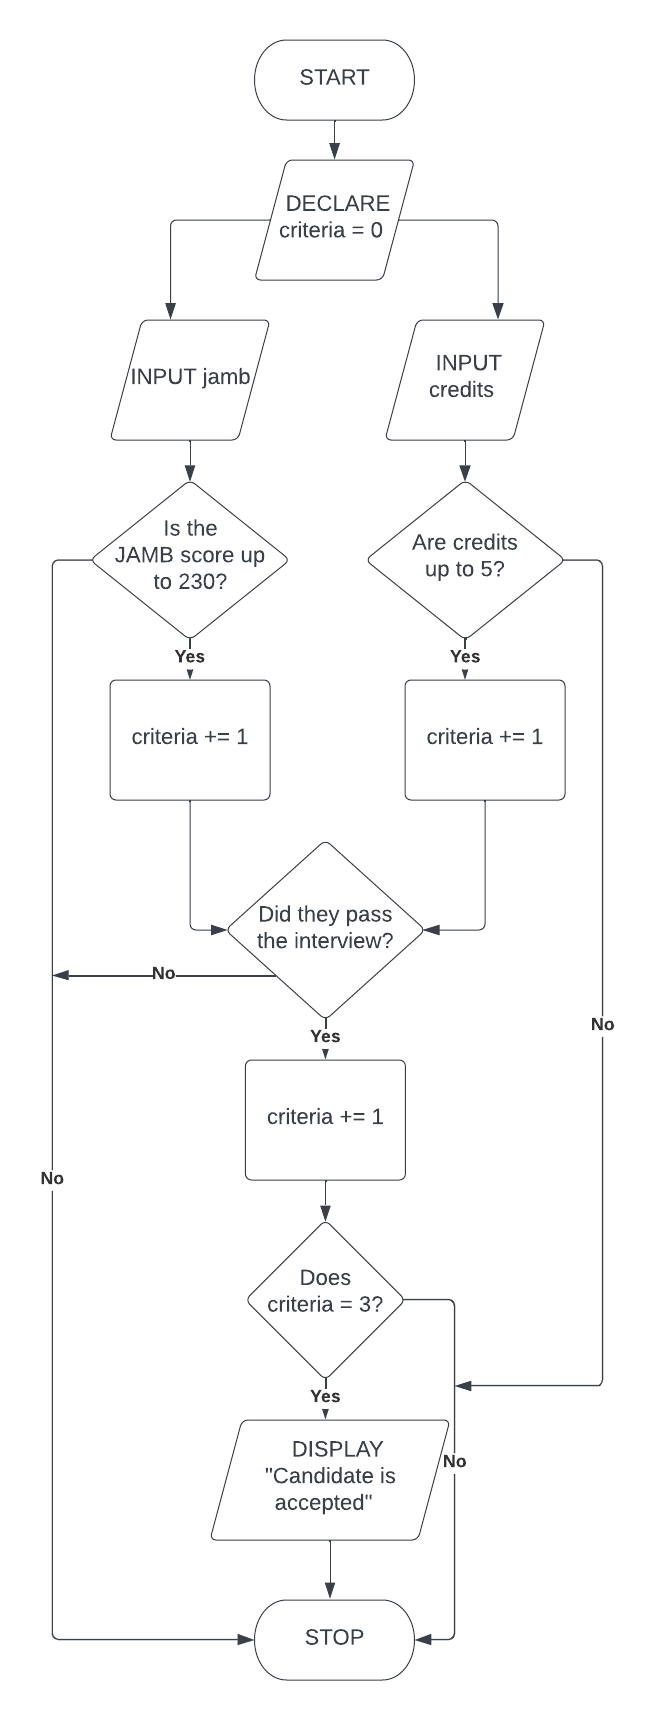 START
DECLARE
criteria = 0
INPUT jamb
INPUT
credits
Is the
JAMB score up
to 230?
Are credits
up to 5?
Yes
Yes
criteria += 1
criteria += 1
Did they pass
the interview?
No
No
Yes
criteria += 1
No
Does
criteria = 3?
Yes
DISPLAY
"Candidate is
accepted"
No
STOP